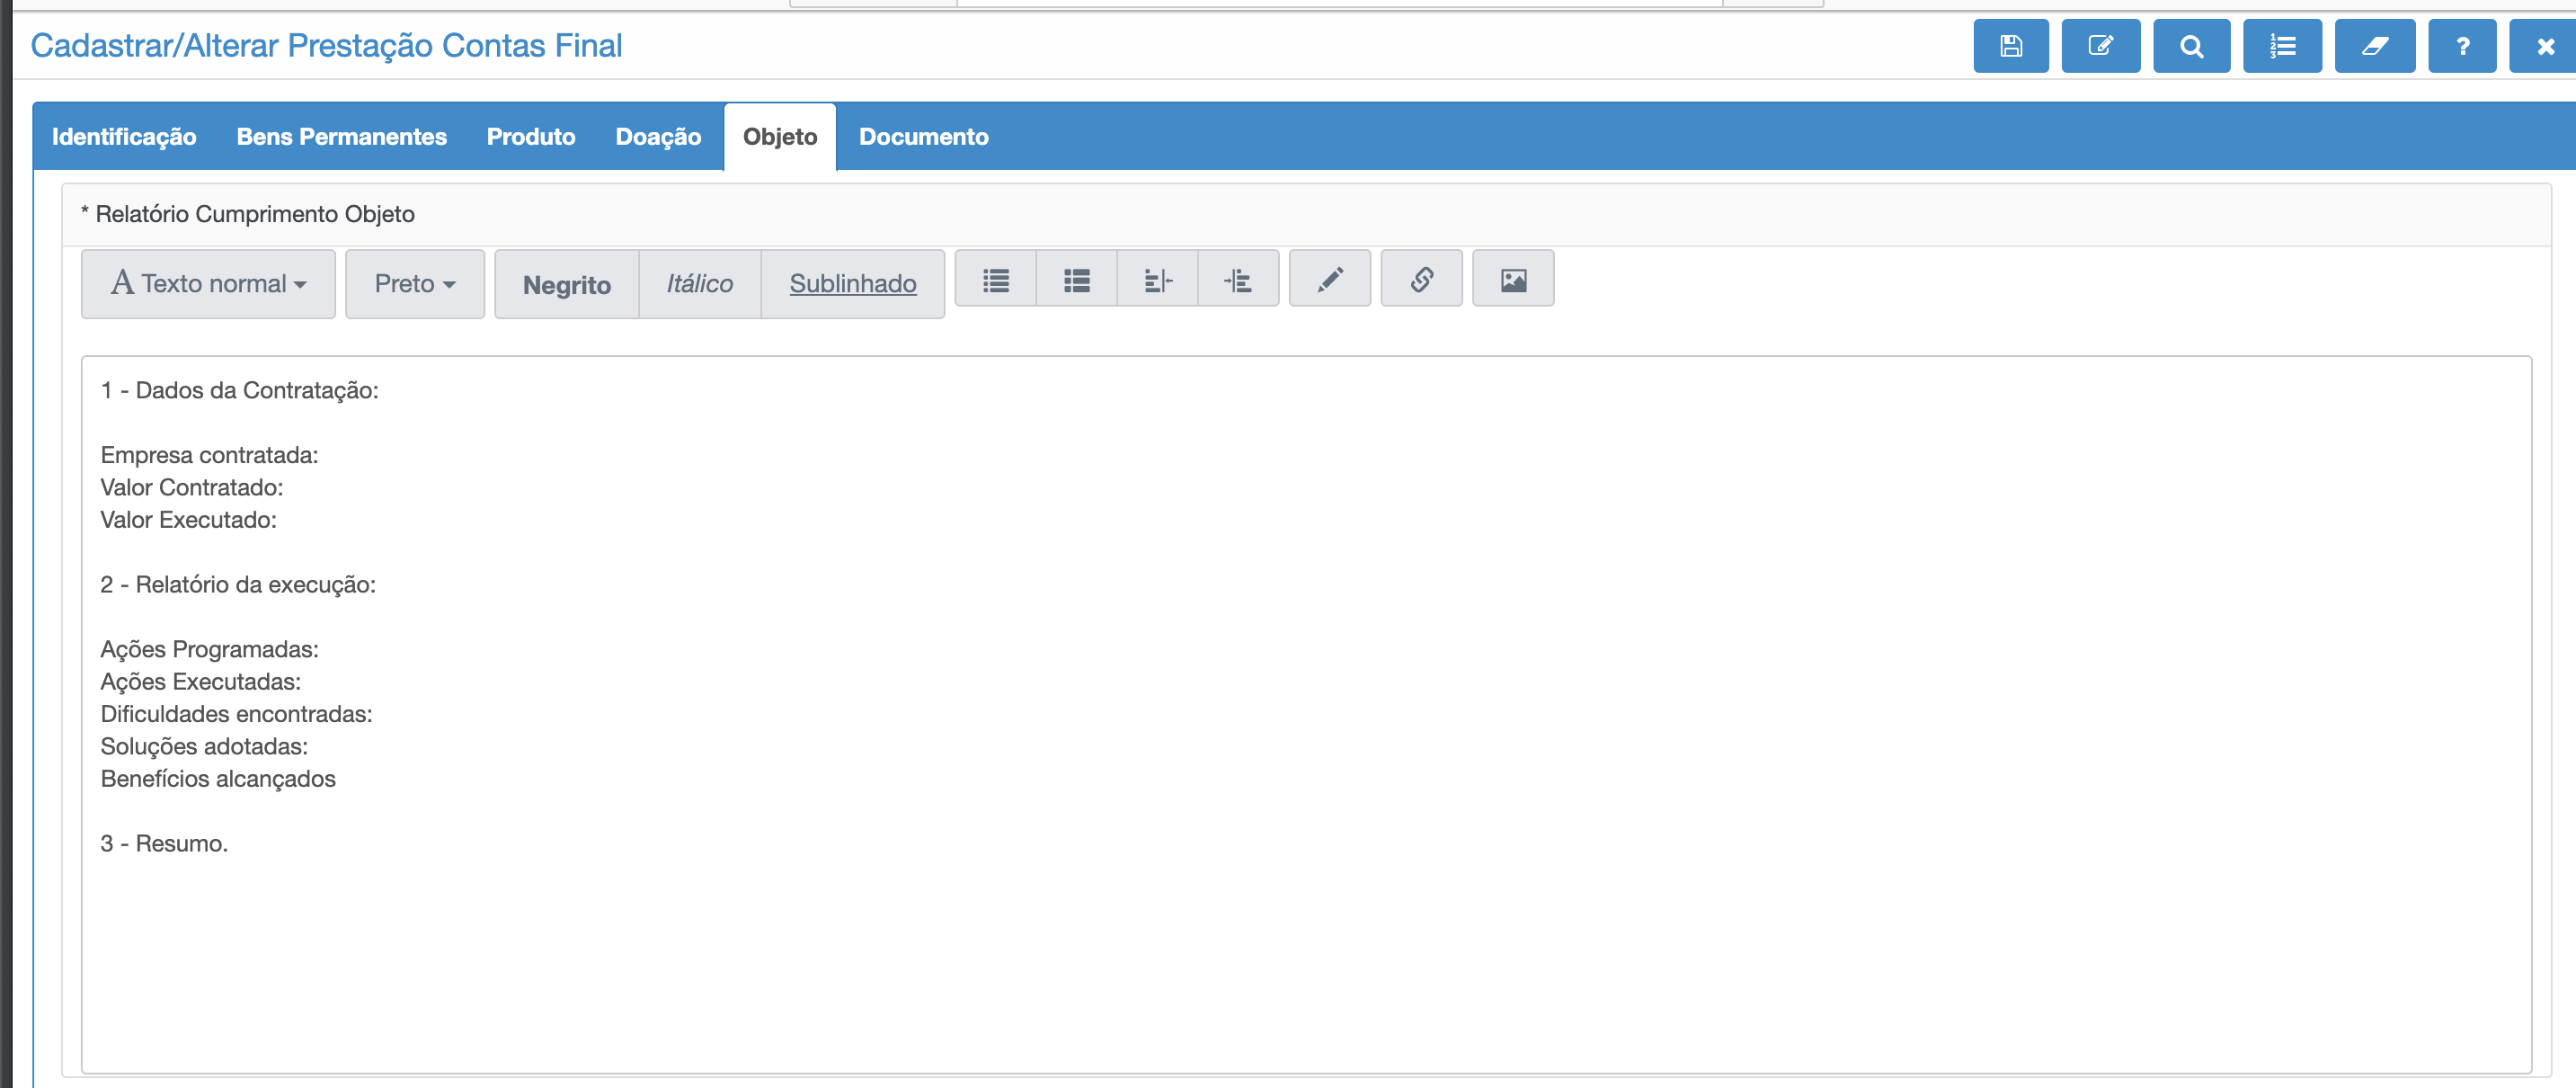 Cadastrar/Alterar Prestação Contas Final
?
Identificação Bens Permanentes Produto Doação Objeto Documento
* Relatório Cumprimento Objeto
A Texto normal Preto Negrito Itálico Sublinhado
1 - Dados da Contratação:
Empresa contratada:
Valor Contratado:
Valor Executado:
2 - Relatório da execução:
Ações Programadas:
Ações Executadas:
Dificuldades encontradas:
Soluções adotadas:
Benefícios alcançados
3 - Resumo.